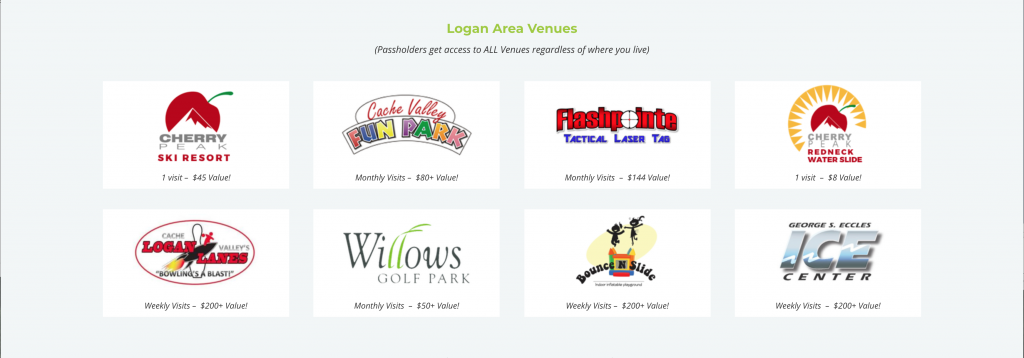 Logan Area Venues
(Passholders get access to ALL Venues regardless of where you live)
CHERRY
PEAK
SKI RESORT
1 visit – $45 Value!
Cache Valley
FUN PARK
Monthly Visits – $80+ Value!
Flashpointe
TACTICAL LASER TAG
Monthly Visits – $144 Value!
CHERRY
PEAK
REDNECK
WATER SLIDE
1 visit – $8 Value!
CACHE VALLEY'S
LOGAN
LANES
"BOWLING'S A BLAST!"
Weekly Visits – $200+ Value!
Willows
GOLF PARK
Monthly Visits – $50+ Value!
Bounce N Slide
indoor inflatable playground
Weekly Visits – $200+ Value!
GEORGE S. ECCLES
ICE
CENTER
Weekly Visits – $200+ Value!